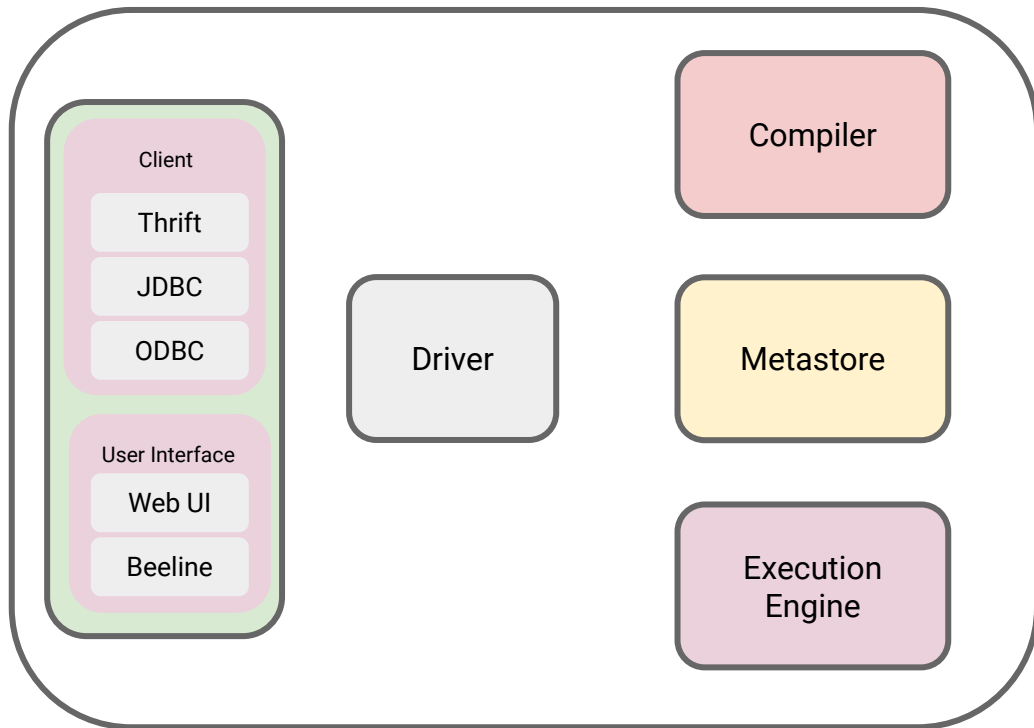 Client
Thrift
JDBC
ODBC
User Interface
Web UI
Beeline
Driver
Compiler
Metastore
Execution
Engine